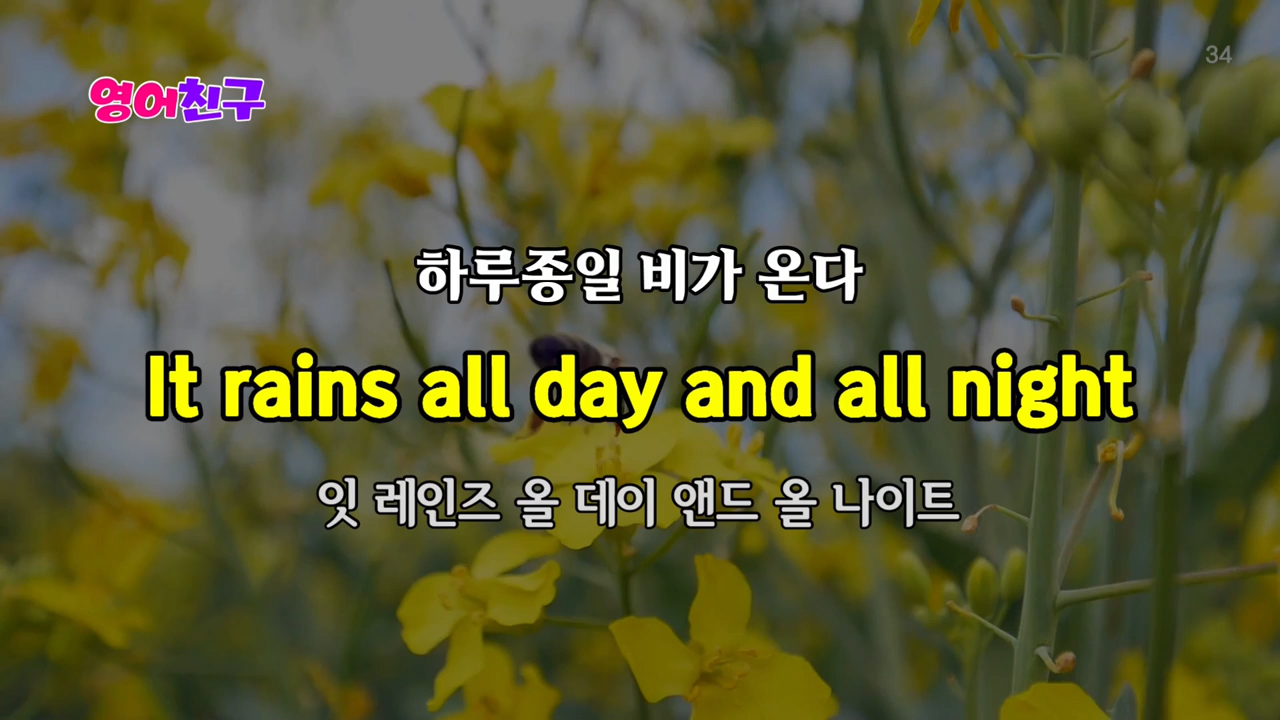 34
영어친구
하루종일 비가 온다
It rains all day and all night
잇 레인즈 올 데이 앤드 올 나이트